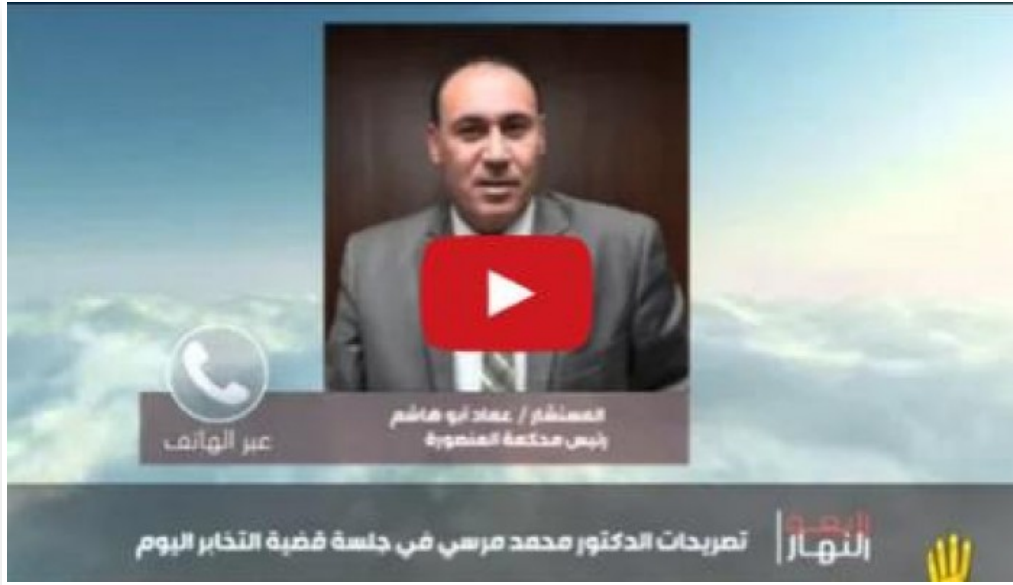 المستشار / عماد أبو هاشم
رئيس محكمة المنصورة
عبر الهاتف
رابعة
النهار
تصريحات الدكتور محمد مرسي في جلسة قضية التخابر اليوم